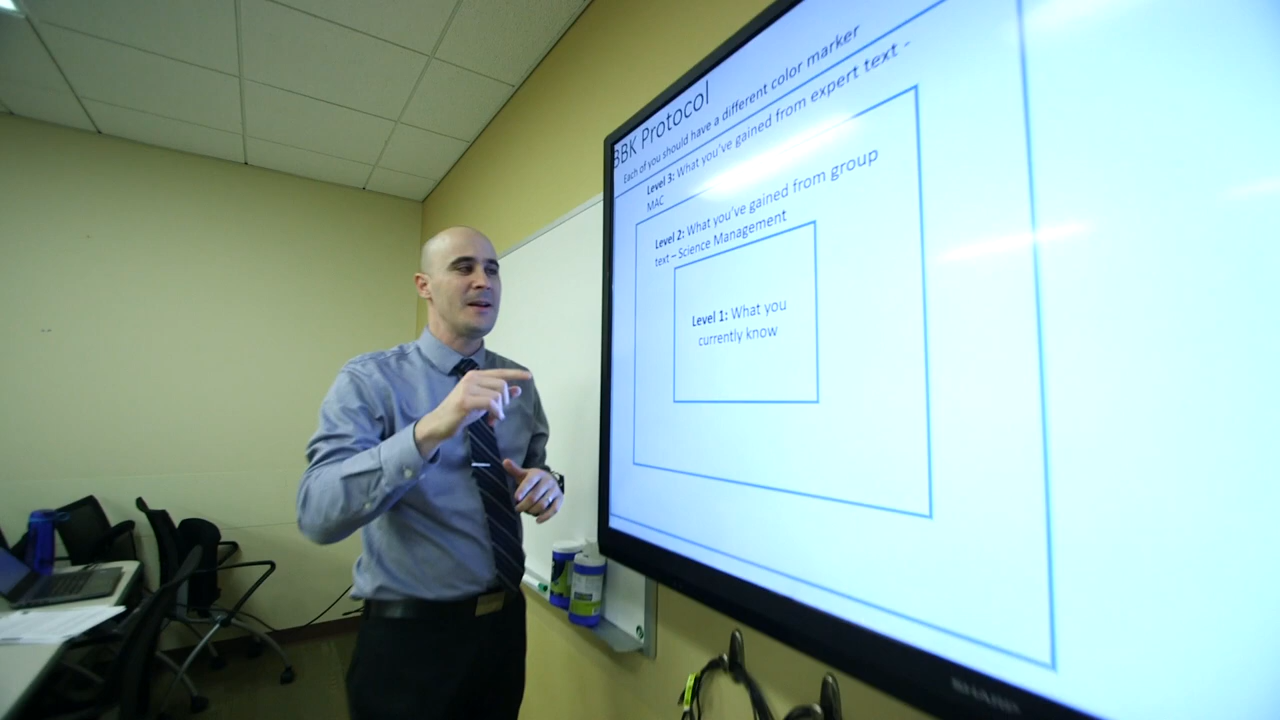 BBK Protocol
Each of you should have a different color marker
Level 3: What you've gained from expert text -
MAC
Level 2: What you've gained from group
text – Science Management
Level 1: What you
currently know
SHARP